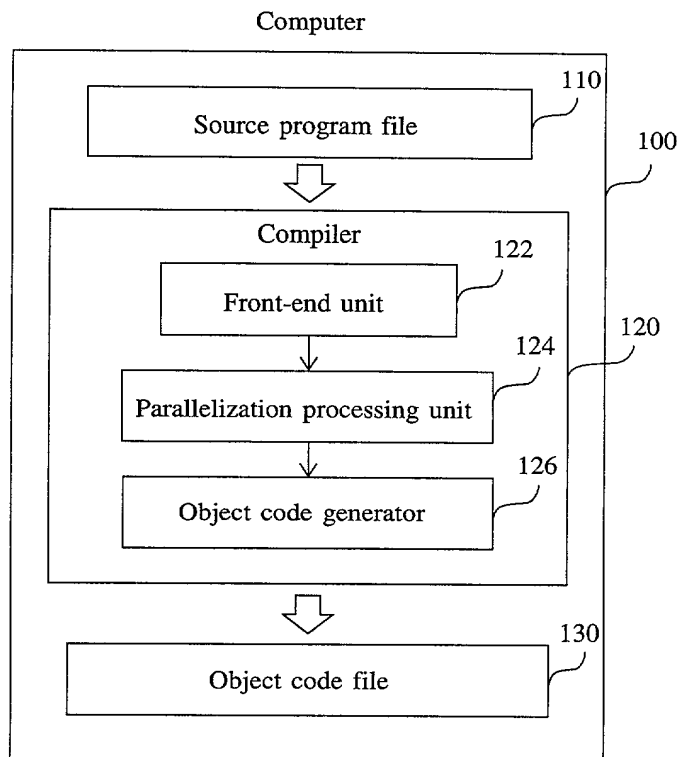 Computer
110
Source program file
100
Compiler
122
Front-end unit
120
124
Parallelization processing unit
126
Object code generator
130
Object code file